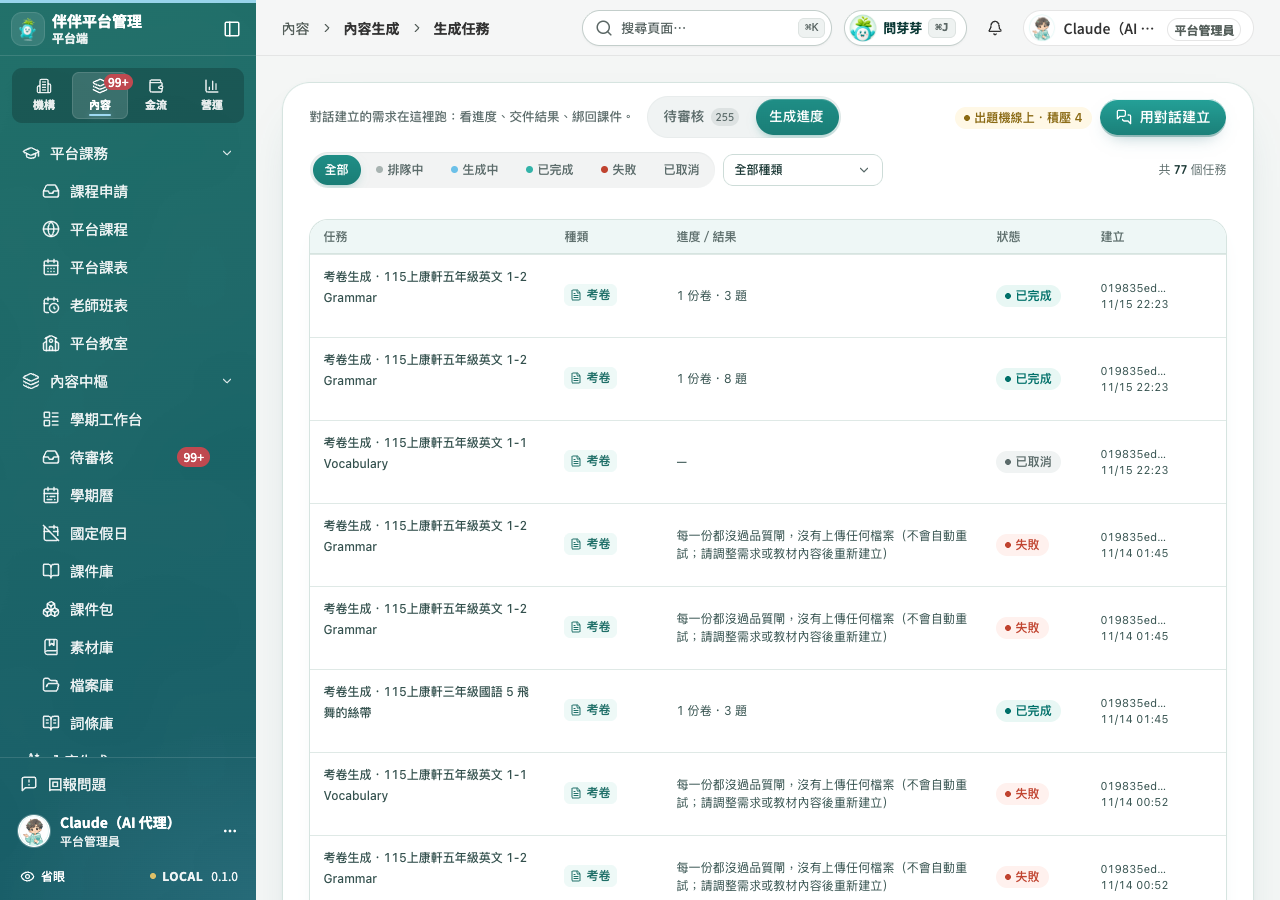 伴伴平台管理
平台端
99+
機構
內容
金流
營運
平台課務
課程申請
平台課程
平台課表
老師班表
平台教室
內容中樞
學期工作台
待審核
99+
學期曆
國定假日
課件庫
課件包
素材庫
檔案庫
詞條庫
回報問題
Claude（AI 代理）
平台管理員
省眼
LOCAL 0.1.0
內容 > 內容生成 > 生成任務
搜尋頁面…
⌘K
問芽芽
⌘J
Claude（AI …
平台管理員
對話建立的需求在這裡跑：看進度、交件結果、綁回課件。
待審核 255
生成進度
出題機線上 · 積壓 4
用對話建立
全部
排隊中
生成中
已完成
失敗
已取消
全部種類
共 77 個任務
任務 種類 進度 / 結果 狀態 建立
考卷生成 · 115上康軒五年級英文 1-2
Grammar
考卷
1 份卷 · 3 題
已完成
019835ed…
11/15 22:23
考卷生成 · 115上康軒五年級英文 1-2
Grammar
考卷
1 份卷 · 8 題
已完成
019835ed…
11/15 22:23
考卷生成 · 115上康軒五年級英文 1-1
Vocabulary
考卷
—
已取消
019835ed…
11/15 22:23
考卷生成 · 115上康軒五年級英文 1-2
Grammar
考卷
每一份都沒過品質閘，沒有上傳任何檔案（不會自動重
試；請調整需求或教材內容後重新建立）
失敗
019835ed…
11/14 01:45
考卷生成 · 115上康軒五年級英文 1-2
Grammar
考卷
每一份都沒過品質閘，沒有上傳任何檔案（不會自動重
試；請調整需求或教材內容後重新建立）
失敗
019835ed…
11/14 01:45
考卷生成 · 115上康軒三年級國語 5 飛
舞的絲帶
考卷
1 份卷 · 3 題
已完成
019835ed…
11/14 01:45
考卷生成 · 115上康軒五年級英文 1-1
Vocabulary
考卷
每一份都沒過品質閘，沒有上傳任何檔案（不會自動重
試；請調整需求或教材內容後重新建立）
失敗
019835ed…
11/14 00:52
考卷生成 · 115上康軒五年級英文 1-2
Grammar
考卷
每一份都沒過品質閘，沒有上傳任何檔案（不會自動重
試；請調整需求或教材內容後重新建立）
失敗
019835ed…
11/14 00:52